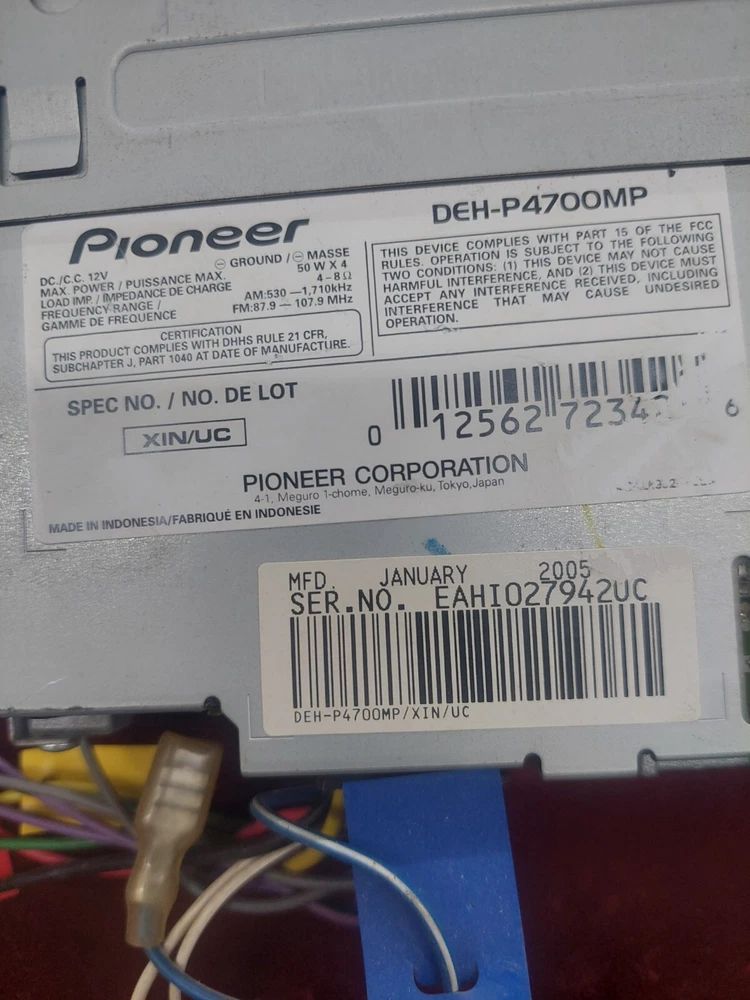 Pioneer
DEH-P4700MP
⊖ GROUND / ⊖ MASSE
DC./C.C. 12V
MAX. POWER / PUISSANCE MAX. 50 W X 4
LOAD IMP. / IMPEDANCE DE CHARGE 4-8Ω
FREQUENCY RANGE / AM:530 –1,710kHz
GAMME DE FREQUENCE FM:87.9 – 107.9 MHz
CERTIFICATION
THIS PRODUCT COMPLIES WITH DHHS RULE 21 CFR,
SUBCHAPTER J, PART 1040 AT DATE OF MANUFACTURE.
THIS DEVICE COMPLIES WITH PART 15 OF THE FCC
RULES. OPERATION IS SUBJECT TO THE FOLLOWING
TWO CONDITIONS: (1) THIS DEVICE MAY NOT CAUSE
HARMFUL INTERFERENCE, AND (2) THIS DEVICE MUST
ACCEPT ANY INTERFERENCE RECEIVED, INCLUDING
INTERFERENCE THAT MAY CAUSE UNDESIRED
OPERATION.
SPEC NO. / NO. DE LOT
XIN/UC
0 12562 7234 6
PIONEER CORPORATION
4-1, Meguro 1-chome, Meguro-ku, Tokyo,Japan
MADE IN INDONESIA/FABRIQUÉ EN INDONESIE
MFD. JANUARY 2005
SER.NO. EAHI027942UC
DEH-P4700MP/XIN/UC